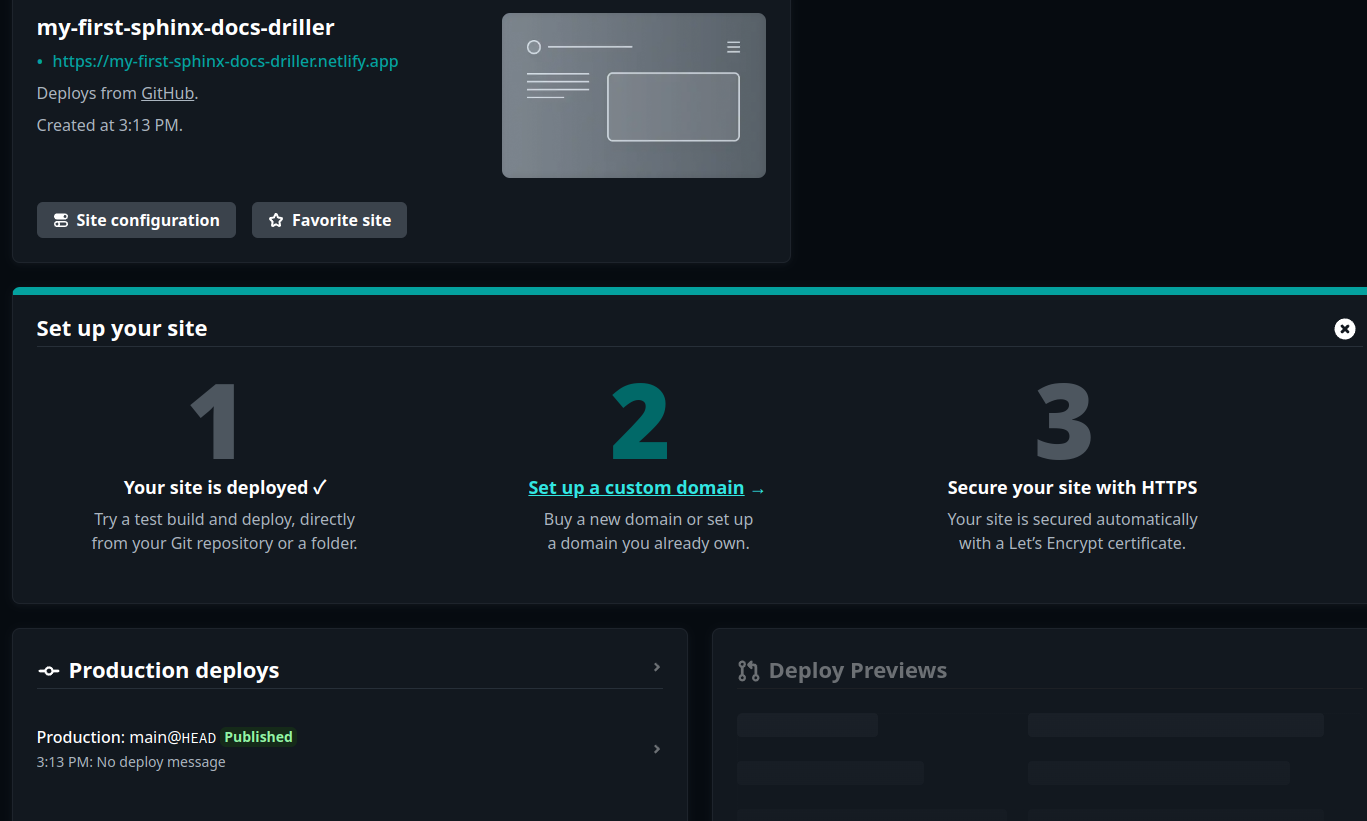 my-first-sphinx-docs-driller
• https://my-first-sphinx-docs-driller.netlify.app
Deploys from GitHub.
Created at 3:13 PM.
Site configuration
Favorite site
Set up your site
1
Your site is deployed ✓
Try a test build and deploy, directly
from your Git repository or a folder.
2
Set up a custom domain →
Buy a new domain or set up
a domain you already own.
3
Secure your site with HTTPS
Your site is secured automatically
with a Let’s Encrypt certificate.
Production deploys
Production: main@HEAD Published
3:13 PM: No deploy message
Deploy Previews